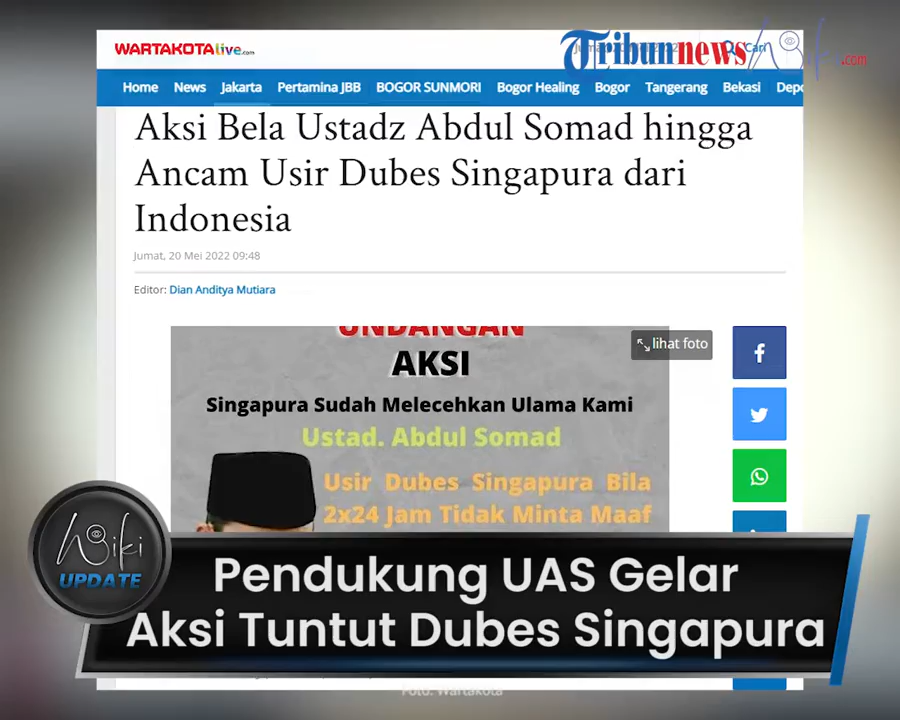 WARTAKOTAlive.com
Tribunnews.com
Wiki
Cari
Home News Jakarta Pertamina JBB BOGOR SUNMORI Bogor Healing Bogor Tangerang Bekasi Depo
Aksi Bela Ustadz Abdul Somad hingga
Ancam Usir Dubes Singapura dari
Indonesia
Jumat, 20 Mei 2022 09:48
Editor: Dian Anditya Mutiara
lihat foto
UNDANGAN
AKSI
Singapura Sudah Melecehkan Ulama Kami
Ustad. Abdul Somad
Usir Dubes Singapura Bila
2x24 Jam Tidak Minta Maaf
Wiki
UPDATE
Pendukung UAS Gelar
Aksi Tuntut Dubes Singapura
Foto: Wartakota